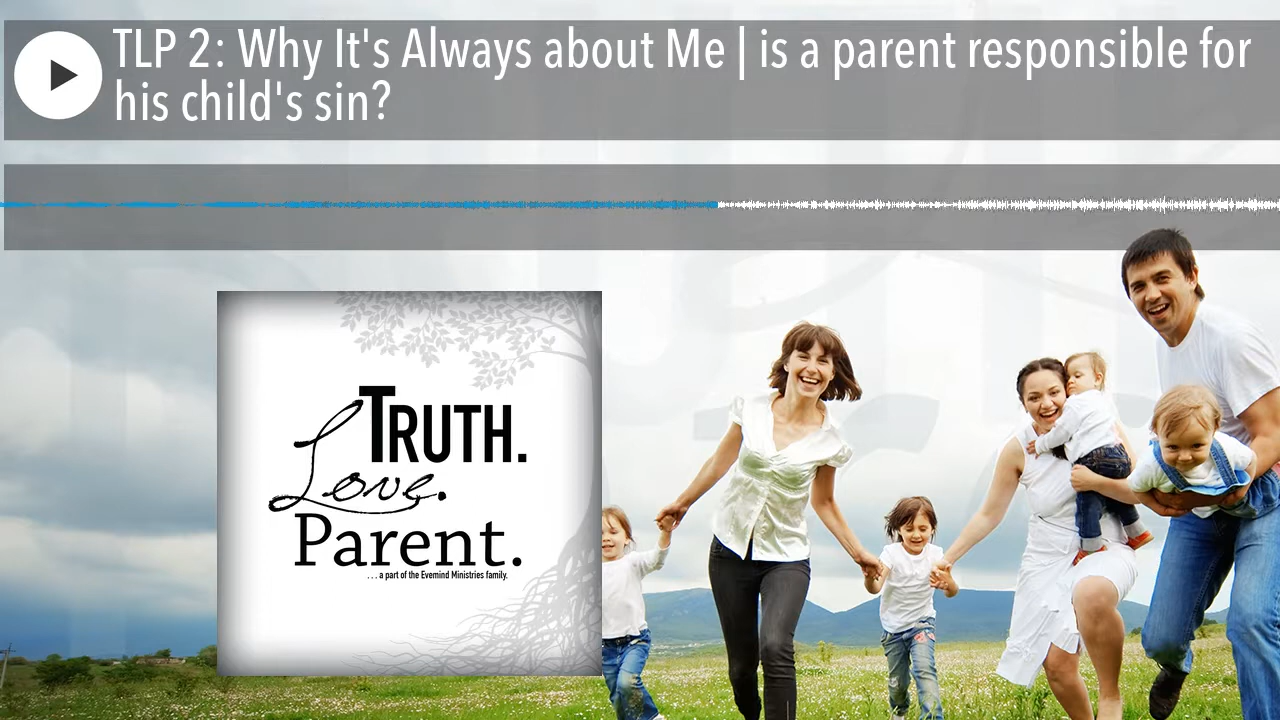 TLP 2: Why It's Always about Me | is a parent responsible for
his child's sin?
TRUTH.
Love.
Parent.
. . . a part of the Evermind Ministries family.